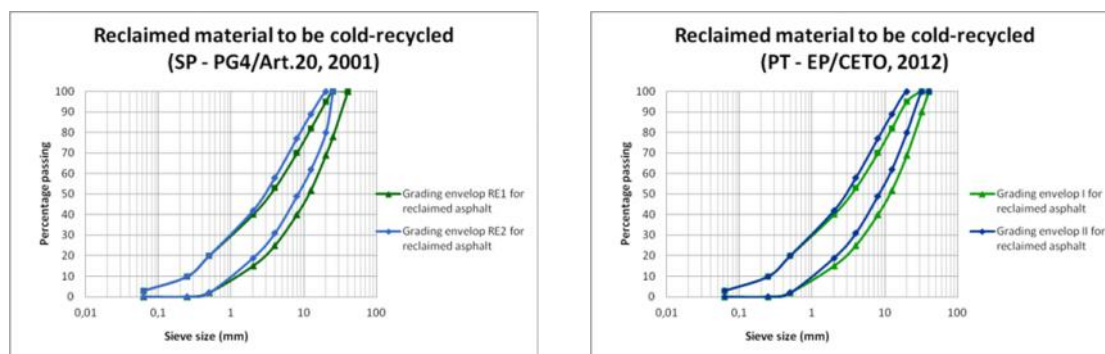 Reclaimed material to be cold-recycled
(SP - PG4/Art.20, 2001)
Percentage passing
100
90
80
70
60
50
40
30
20
10
0
0,01
0,1
1
10
100
Sieve size (mm)
Grading envelop RE1 for
reclaimed asphalt
Grading envelop RE2 for
reclaimed asphalt
Reclaimed material to be cold-recycled
(PT - EP/CETO, 2012)
Percentage passing
100
90
80
70
60
50
40
30
20
10
0
0,01
0,1
1
10
100
Sieve size (mm)
Grading envelop I for
reclaimed asphalt
Grading envelop II for
reclaimed asphalt